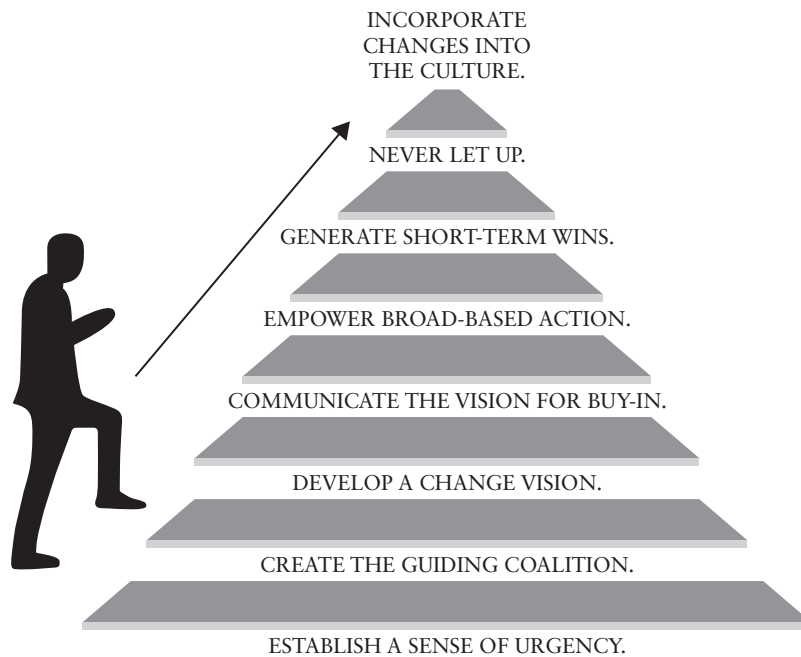 INCORPORATE
CHANGES INTO
THE CULTURE.
NEVER LET UP.
GENERATE SHORT-TERM WINS.
EMPOWER BROAD-BASED ACTION.
COMMUNICATE THE VISION FOR BUY-IN.
DEVELOP A CHANGE VISION.
CREATE THE GUIDING COALITION.
ESTABLISH A SENSE OF URGENCY.